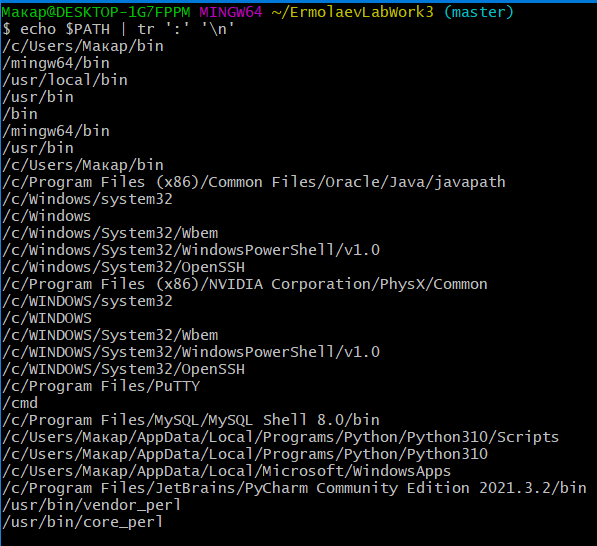 Макар@DESKTOP-1G7FPPM MINGW64 ~/ErmolaevLabWork3 (master)
$ echo $PATH | tr ':' '\n'
/c/Users/Макар/bin
/mingw64/bin
/usr/local/bin
/usr/bin
/bin
/mingw64/bin
/usr/bin
/c/Users/Макар/bin
/c/Program Files (x86)/Common Files/Oracle/Java/javapath
/c/Windows/system32
/c/Windows
/c/Windows/System32/Wbem
/c/Windows/System32/WindowsPowerShell/v1.0
/c/Windows/System32/OpenSSH
/c/Program Files (x86)/NVIDIA Corporation/PhysX/Common
/c/WINDOWS/system32
/c/WINDOWS
/c/WINDOWS/System32/Wbem
/c/WINDOWS/System32/WindowsPowerShell/v1.0
/c/WINDOWS/System32/OpenSSH
/c/Program Files/PuTTY
/cmd
/c/Program Files/MySQL/MySQL Shell 8.0/bin
/c/Users/Макар/AppData/Local/Programs/Python/Python310/Scripts
/c/Users/Макар/AppData/Local/Programs/Python/Python310
/c/Users/Макар/AppData/Local/Microsoft/WindowsApps
/c/Program Files/JetBrains/PyCharm Community Edition 2021.3.2/bin
/usr/bin/vendor_perl
/usr/bin/core_perl